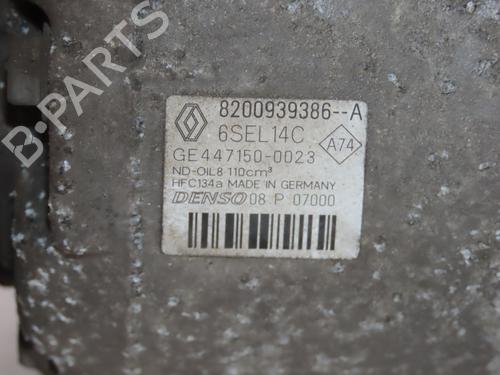 8200939386--A
6SEL14C
A74
GE447150-0023
ND-OIL8 110cm³
HFC134a MADE IN GERMANY
DENSO 08 P 07000
B-PARTS